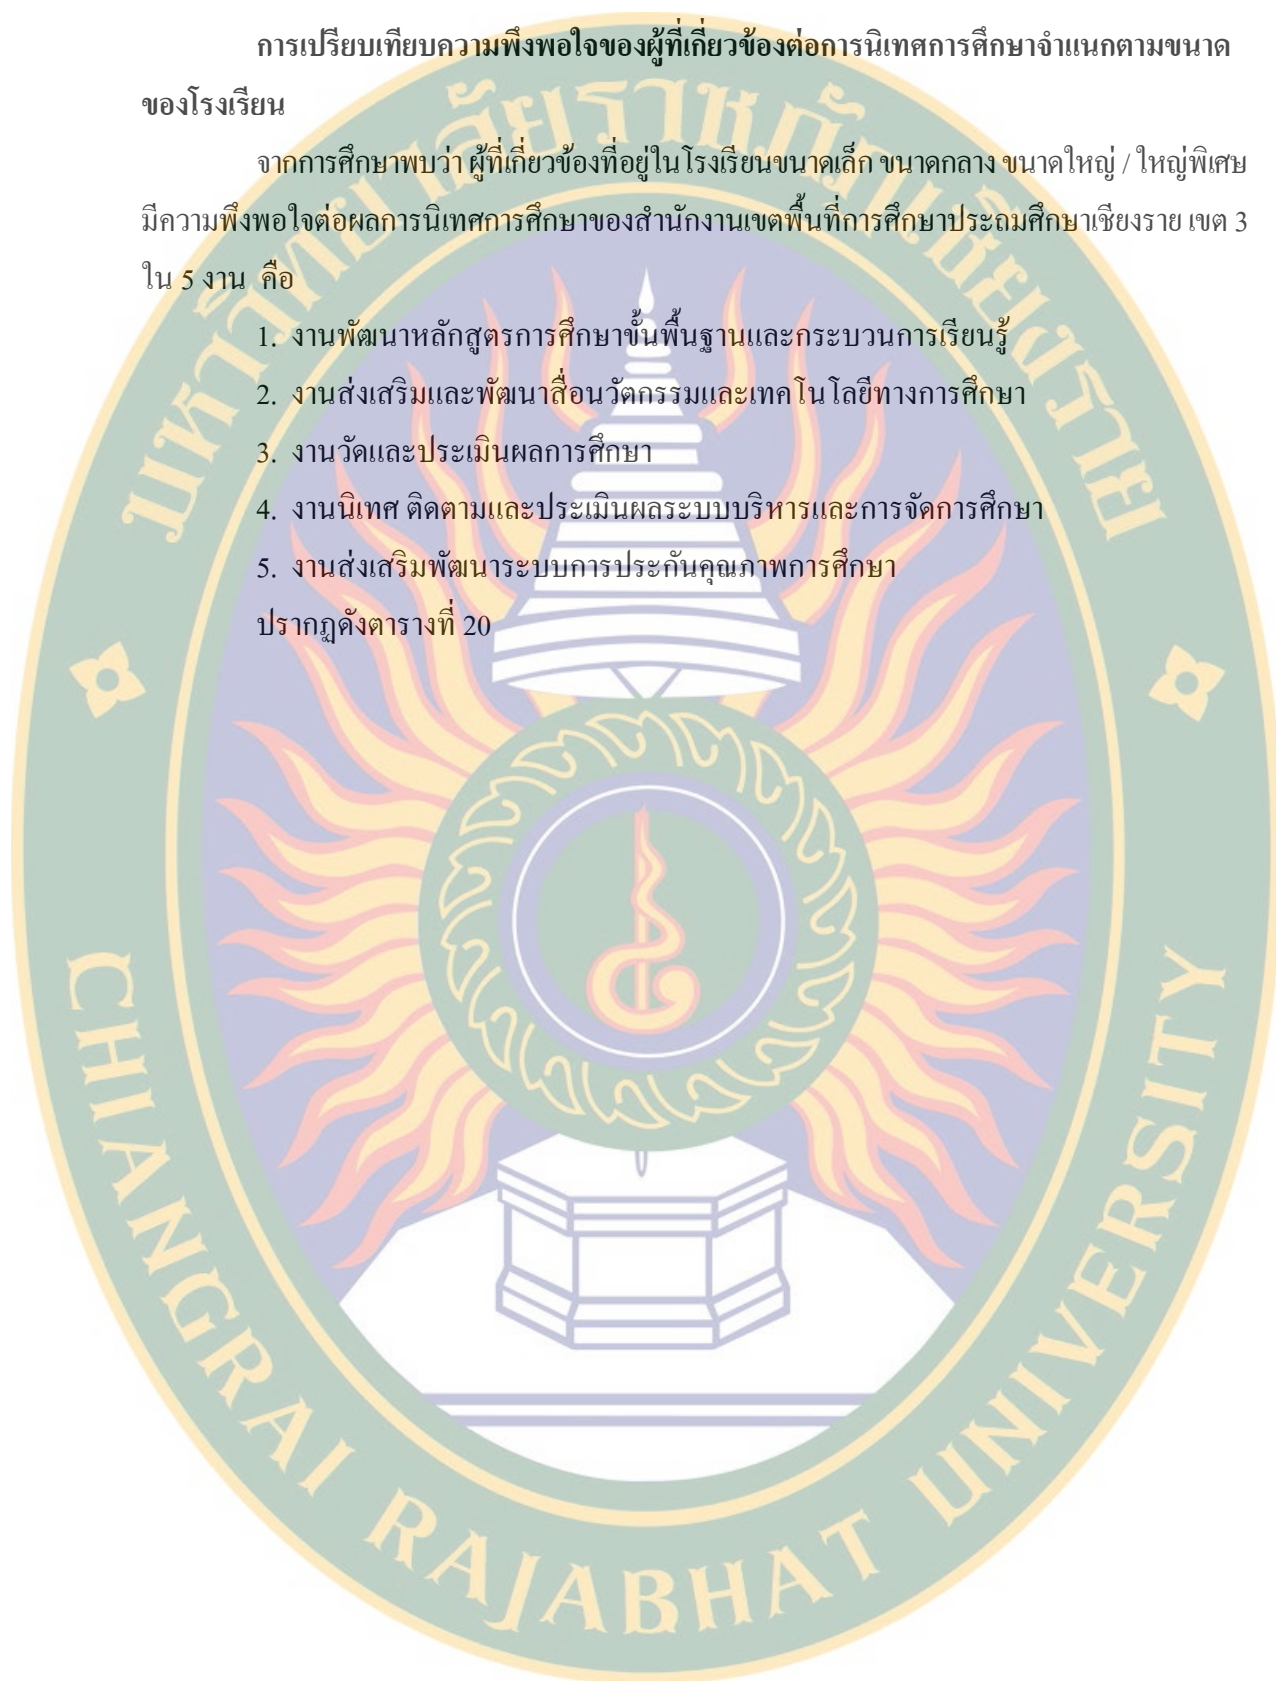 การเปรียบเทียบความพึงพอใจของผู้ที่เกี่ยวข้องต่อการนิเทศการศึกษาจำแนกตามขนาด
ของโรงเรียน
จากการศึกษาพบว่า ผู้ที่เกี่ยวข้องที่อยู่ในโรงเรียนขนาดเล็ก ขนาดกลาง ขนาดใหญ่ / ใหญ่พิเศษ
มีความพึงพอใจต่อผลการนิเทศการศึกษาของสำนักงานเขตพื้นที่การศึกษาประถมศึกษาเชียงราย เขต 3
ใน 5 งาน คือ
1. งานพัฒนาหลักสูตรการศึกษาขั้นพื้นฐานและกระบวนการเรียนรู้
2. งานส่งเสริมและพัฒนาสื่อนวัตกรรมและเทคโนโลยีทางการศึกษา
3. งานวัดและประเมินผลการศึกษา
4. งานนิเทศ ติดตามและประเมินผลระบบบริหารและการจัดการศึกษา
5. งานส่งเสริมพัฒนาระบบการประกันคุณภาพการศึกษา
ปรากฏดังตารางที่ 20
มหาวิทยาลัยราชภัฏเชียงราย
CHIANGRAI RAJABHAT UNIVERSITY